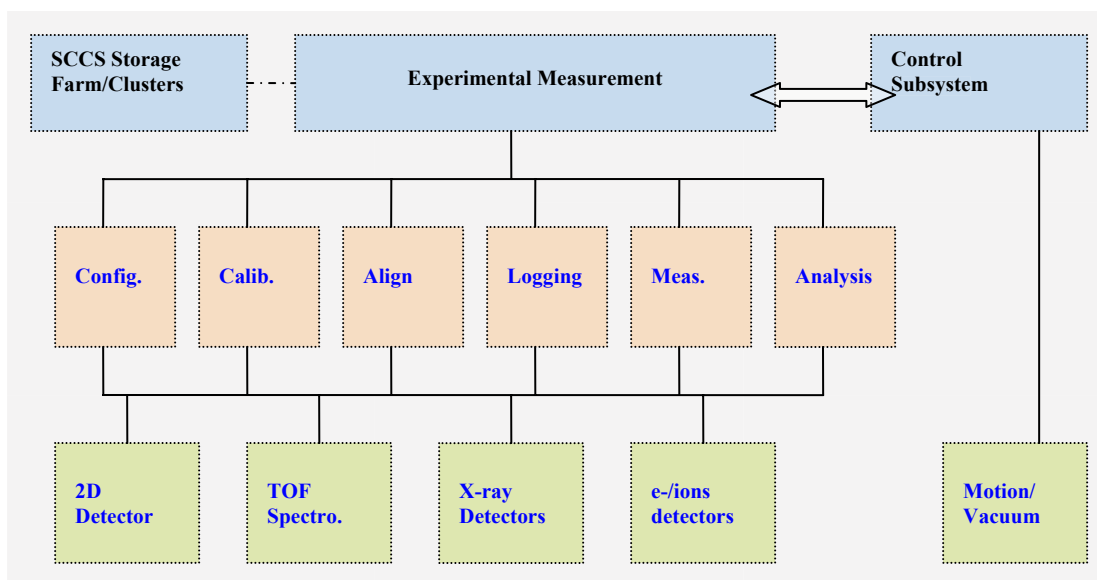 SCCS Storage
Farm/Clusters
Experimental Measurement
Control
Subsystem
Config.
Calib.
Align
Logging
Meas.
Analysis
2D
Detector
TOF
Spectro.
X-ray
Detectors
e-/ions
detectors
Motion/
Vacuum